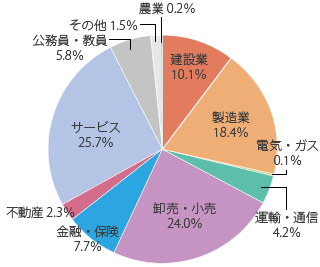 農業 0.2%
その他 1.5%
公務員・教員
5.8%
建設業
10.1%
製造業
18.4%
サービス
25.7%
電気・ガス
0.1%
不動産 2.3%
卸売・小売
24.0%
運輸・通信
4.2%
金融・保険
7.7%